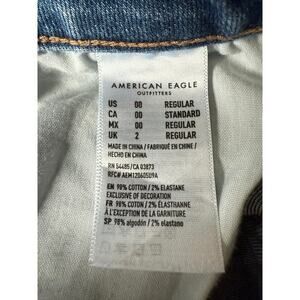 AMERICAN EAGLE
OUTFITTERS
US 00 REGULAR
CA 00 STANDARD
MX 00 REGULAR
UK 2 REGULAR
MADE IN CHINA / FABRIQUÉ EN CHINE /
HECHO EN CHINA
RN 54485/CA 03873
RFC# AEM12060509A
EN 98% COTTON / 2% ELASTANE
EXCLUSIVE OF DECORATION
FR 98% COTON / 2% ÉLASTHANNE
À L'EXCEPTION DE LA GARNITURE
SP 98% algodón / 2% elastano